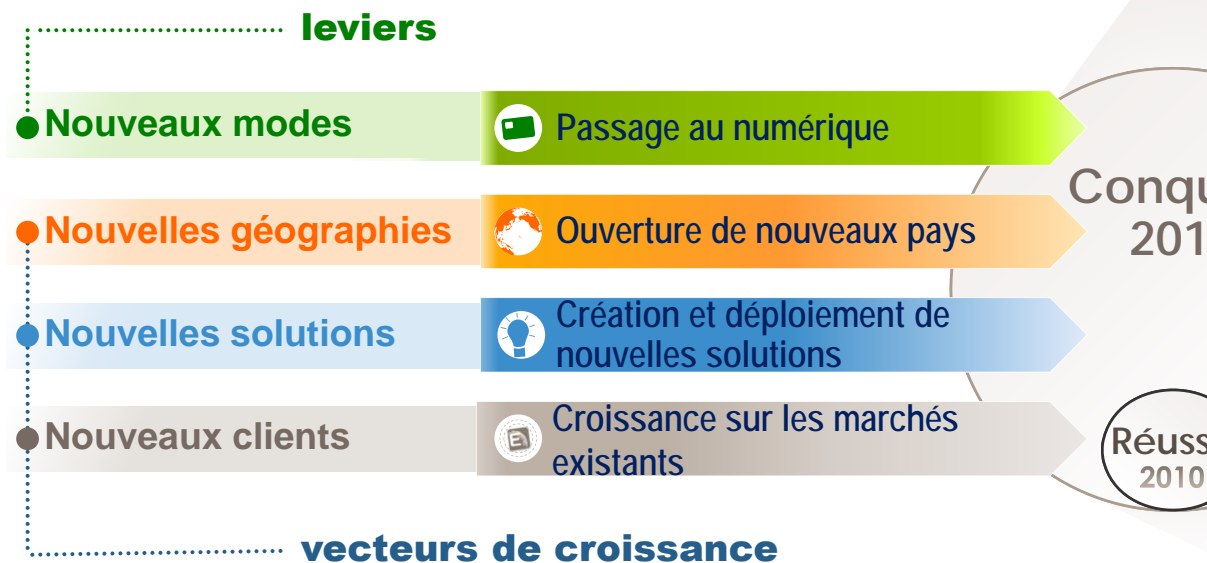 leviers
Nouveaux modes
Passage au numérique
Nouvelles géographies
Ouverture de nouveaux pays
Nouvelles solutions
Création et déploiement de
nouvelles solutions
Nouveaux clients
Croissance sur les marchés
existants
vecteurs de croissance
2010